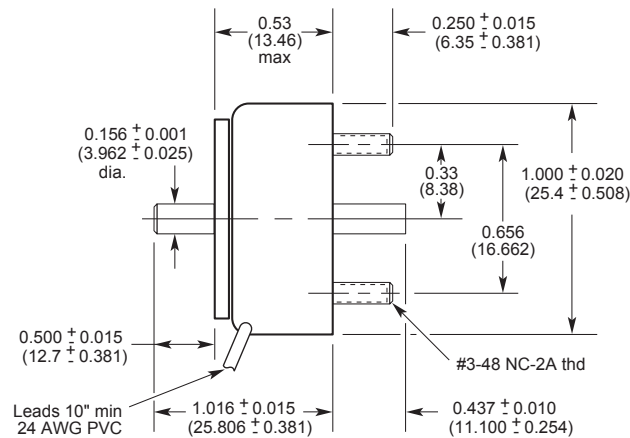 0.53
(13.46)
max
0.250 ± 0.015
(6.35 ± 0.381)
0.156 ± 0.001
(3.962 ± 0.025)
dia.
0.33
(8.38)
1.000 ± 0.020
(25.4 ± 0.508)
0.656
(16.662)
0.500 ± 0.015
(12.7 ± 0.381)
#3-48 NC-2A thd
Leads 10" min
24 AWG PVC
1.016 ± 0.015
(25.806 ± 0.381)
0.437 ± 0.010
(11.100 ± 0.254)